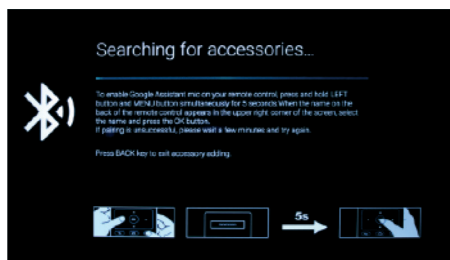 Searching for accessories...
To enable Google Assistant mic on your remote control, press and hold LEFT
button and MENU button simultaneously for 5 seconds When the name on the
back of the remote control appears in the upper right corner of the screen, select
the name and press the OK button.
If pairing is unsuccessful, please wait a few minutes and try again.
Press BACK key to exit accessory adding.
5s